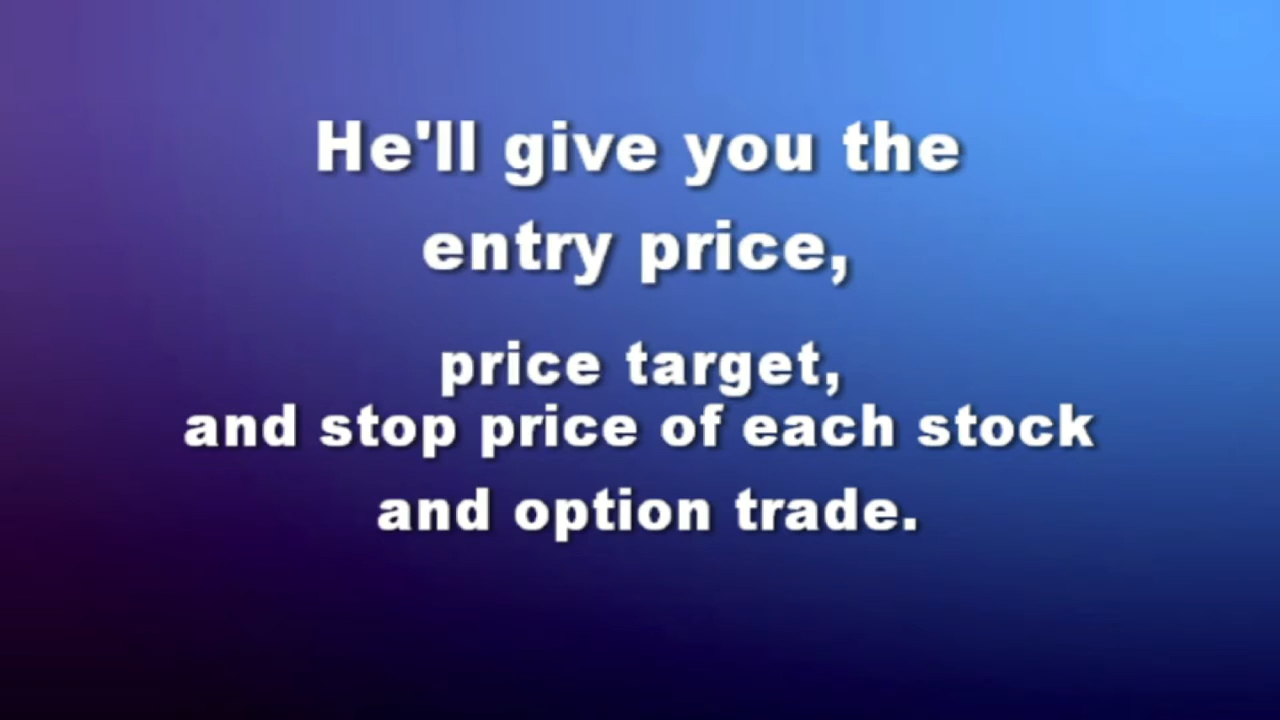 He'll give you the
entry price,
price target,
and stop price of each stock
and option trade.